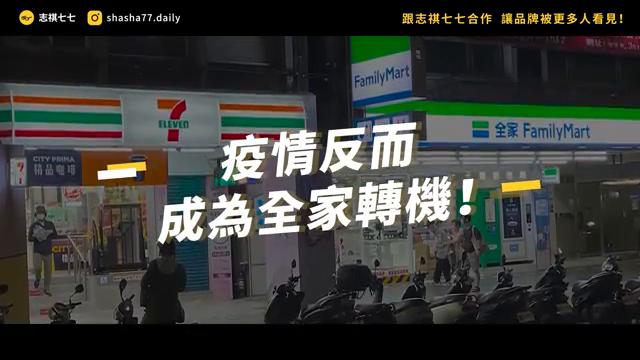 志祺七七
shasha77.daily
跟志祺七七合作 讓品牌被更多人看見！
FamilyMart
7
ELEVEN
全家 FamilyMart
CITY PRIMA
精品咖啡
7
疫情反而
成為全家轉機！